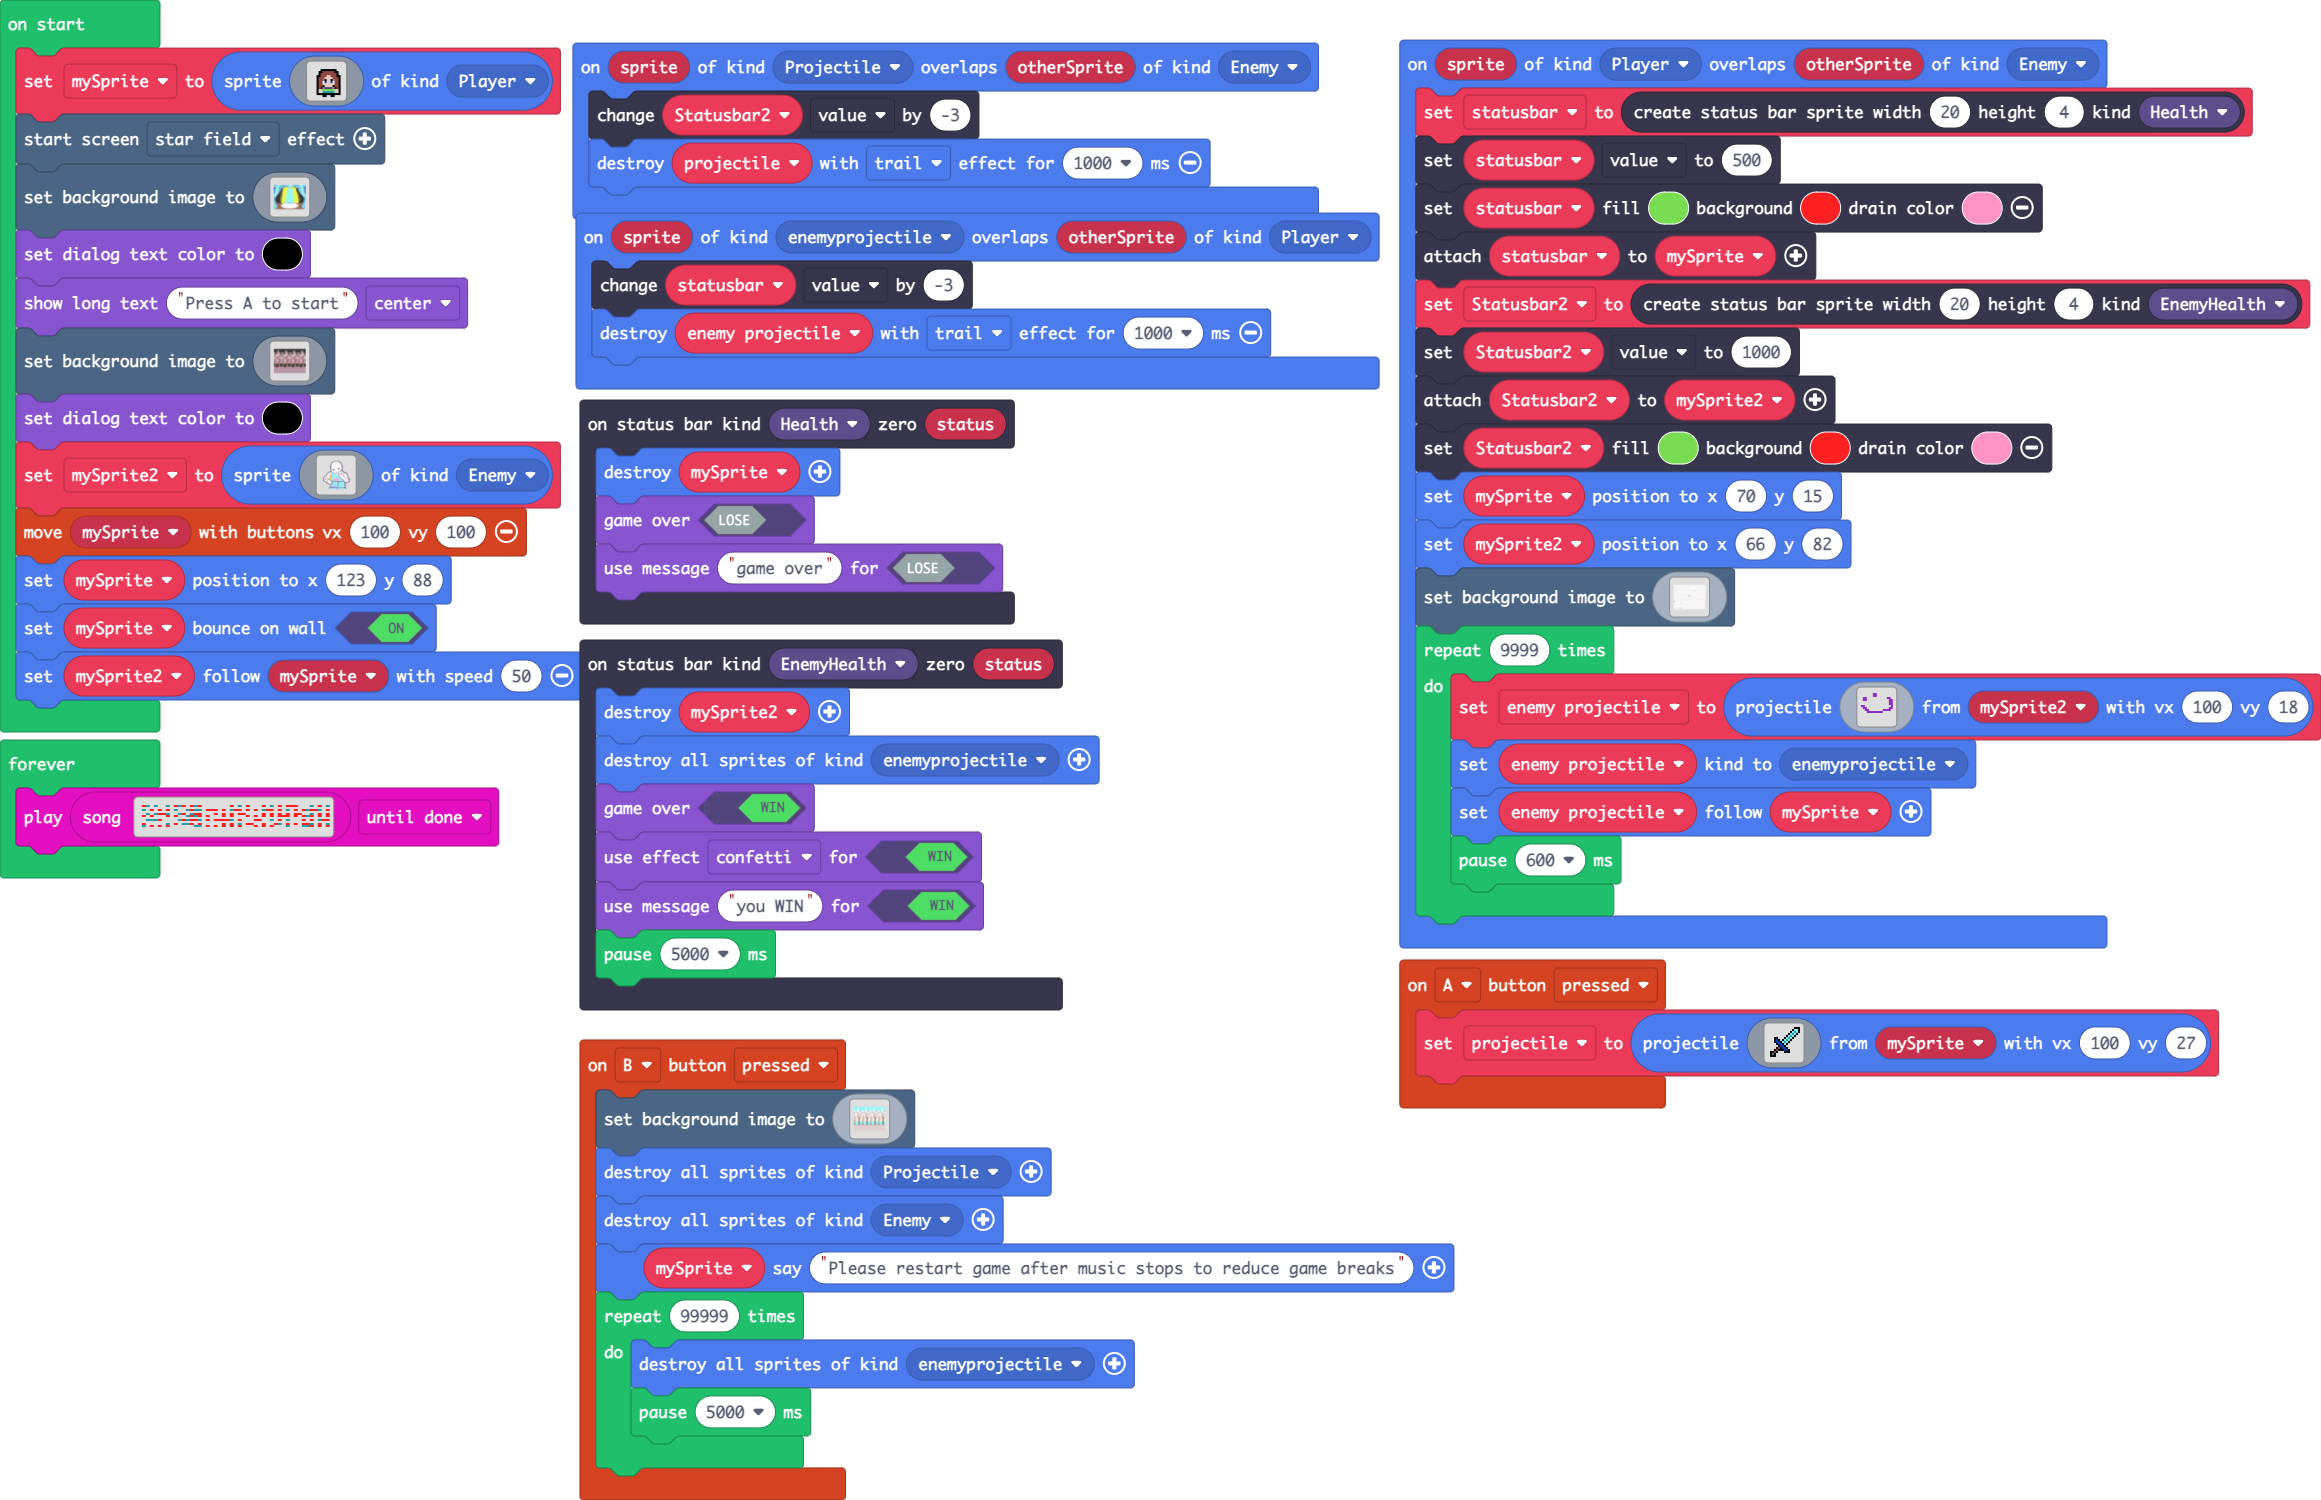 on start
set mySprite to sprite of kind Player
start screen star field effect
set background image to
set dialog text color to
show long text "Press A to start" center
set background image to
set dialog text color to
set mySprite2 to sprite of kind Enemy
move mySprite with buttons vx 100 vy 100
set mySprite position to x 123 y 88
set mySprite bounce on wall ON
set mySprite2 follow mySprite with speed 50
forever
play song until done
on sprite of kind Projectile overlaps otherSprite of kind Enemy
change Statusbar2 value by -3
destroy projectile with trail effect for 1000 ms
on sprite of kind enemyprojectile overlaps otherSprite of kind Player
change statusbar value by -3
destroy enemy projectile with trail effect for 1000 ms
on status bar kind Health zero status
destroy mySprite
game over LOSE
use message "game over" for LOSE
on status bar kind EnemyHealth zero status
destroy mySprite2
destroy all sprites of kind enemyprojectile
game over WIN
use effect confetti for WIN
use message "you WIN" for WIN
pause 5000 ms
on B button pressed
set background image to
destroy all sprites of kind Projectile
destroy all sprites of kind Enemy
mySprite say "Please restart game after music stops to reduce game breaks"
repeat 99999 times
do
destroy all sprites of kind enemyprojectile
pause 5000 ms
on sprite of kind Player overlaps otherSprite of kind Enemy
set statusbar to create status bar sprite width 20 height 4 kind Health
set statusbar value to 500
set statusbar fill background drain color
attach statusbar to mySprite
set Statusbar2 to create status bar sprite width 20 height 4 kind EnemyHealth
set Statusbar2 value to 1000
attach Statusbar2 to mySprite2
set Statusbar2 fill background drain color
set mySprite position to x 70 y 15
set mySprite2 position to x 66 y 82
set background image to
repeat 9999 times
do
set enemy projectile to projectile from mySprite2 with vx 100 vy 18
set enemy projectile kind to enemyprojectile
set enemy projectile follow mySprite
pause 600 ms
on A button pressed
set projectile to projectile from mySprite with vx 100 vy 27